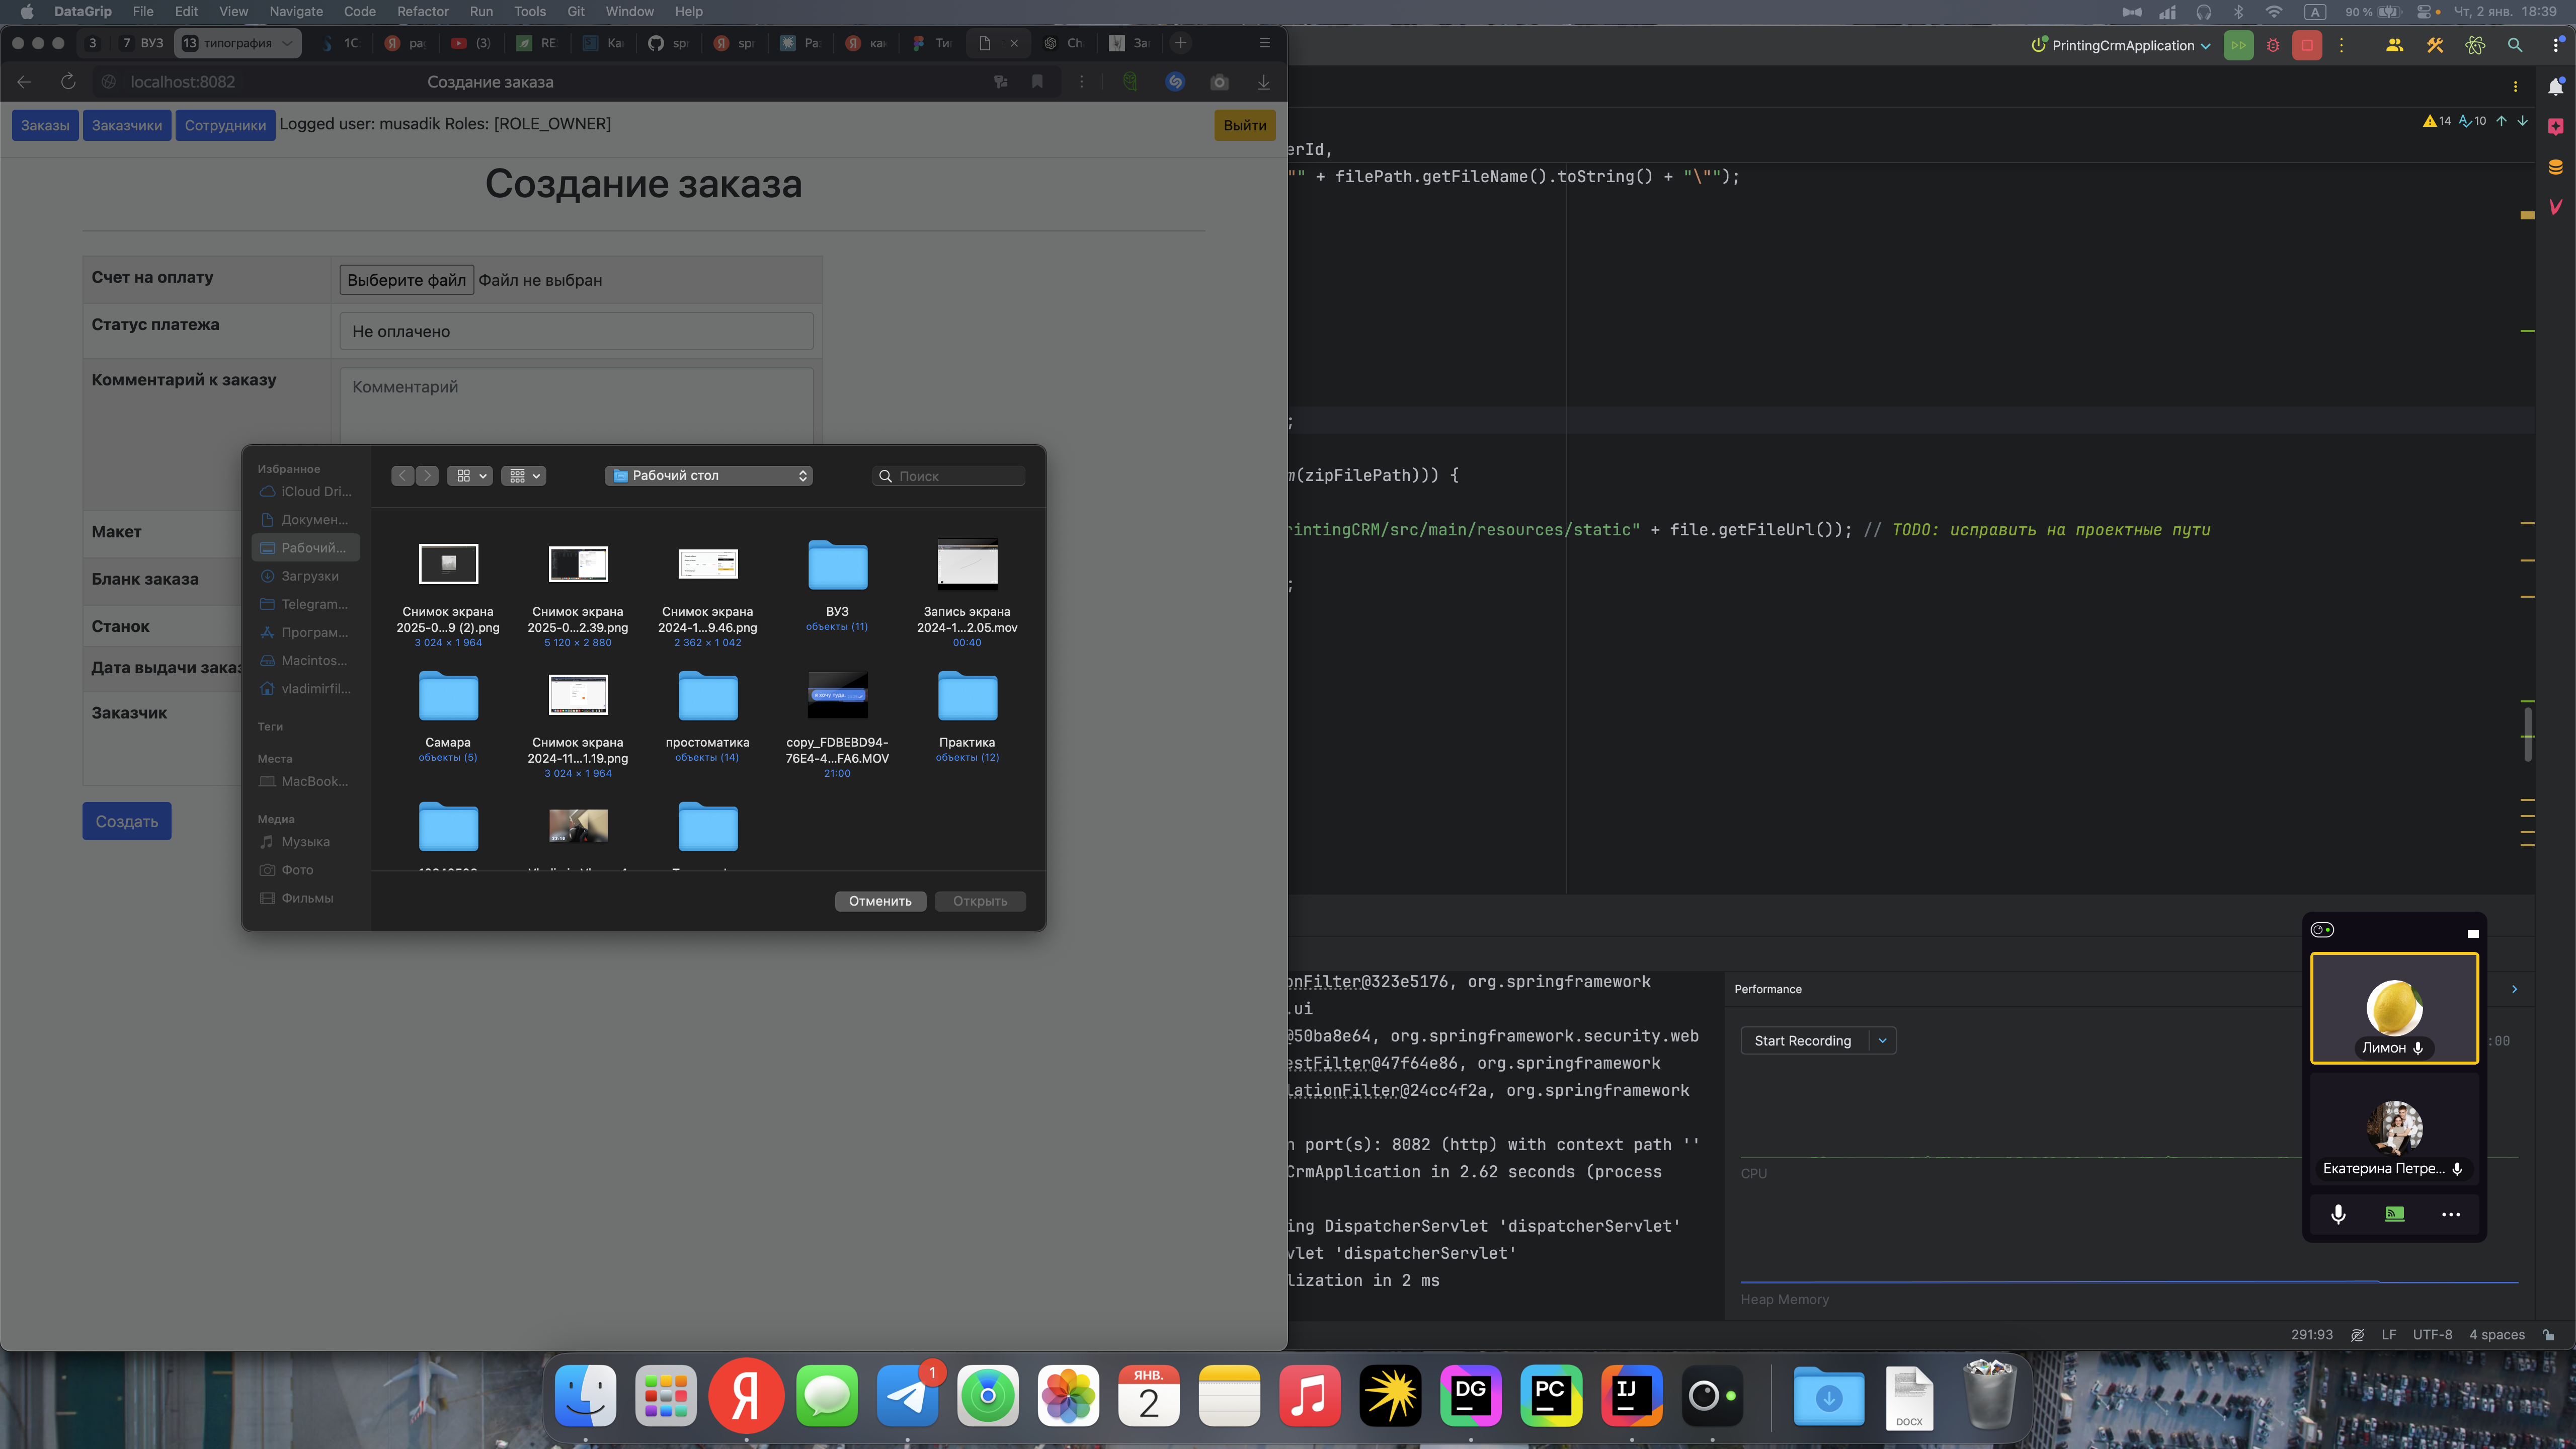 DataGrip File Edit View Navigate Code Refactor Run Tools Git Window Help
A 90 % Чт, 2 янв. 18:39
3 7 ВУЗ 13 типография 1С ра (3) RE Ка spr spr Ра: как Ти Ch За
localhost:8082 Создание заказа
Заказы Заказчики Сотрудники Logged user: musadik Roles: [ROLE_OWNER] Выйти
Создание заказа
Счет на оплату Выберите файл Файл не выбран
Статус платежа Не оплачено
Комментарий к заказу Комментарий
Макет
Бланк заказа
Станок
Дата выдачи заказ
Заказчик
Создать
Избранное
iCloud Dri...
Докумен...
Рабочий...
Загрузки
Telegram...
Програм...
Macintos...
vladimirfil...
Теги
Места
MacBook...
Медиа
Музыка
Фото
Фильмы
Рабочий стол
Поиск
Снимок экрана 2025-0...9 (2).png
3 024 × 1 964
Снимок экрана 2025-0...2.39.png
5 120 × 2 880
Снимок экрана 2024-1...9.46.png
2 362 × 1 042
ВУЗ
объекты (11)
Запись экрана 2024-1...2.05.mov
00:40
Самара
объекты (5)
Снимок экрана 2024-11...1.19.png
3 024 × 1 964
простоматика
объекты (14)
я хочу туда.
copy_FDBEBD94-76E4-4...FA6.MOV
21:00
Практика
объекты (12)
Отменить Открыть
PrintingCrmApplication
14 10
erId,
"" + filePath.getFileName().toString() + "\"");
;
m(zipFilePath))) {
rintingCRM/src/main/resources/static" + file.getFileUrl()); // TODO: исправить на проектные пути
;
onFilter@323e5176, org.springframework
.ui
@50ba8e64, org.springframework.security.web
estFilter@47f64e86, org.springframework
lationFilter@24cc4f2a, org.springframework
n port(s): 8082 (http) with context path ''
CrmApplication in 2.62 seconds (process
ing DispatcherServlet 'dispatcherServlet'
vlet 'dispatcherServlet'
lization in 2 ms
Performance
Start Recording
:00
CPU
Heap Memory
Лимон
Екатерина Петре...
291:93 LF UTF-8 4 spaces
Я 1 ЯНВ. 2 DG PC IJ DOCX